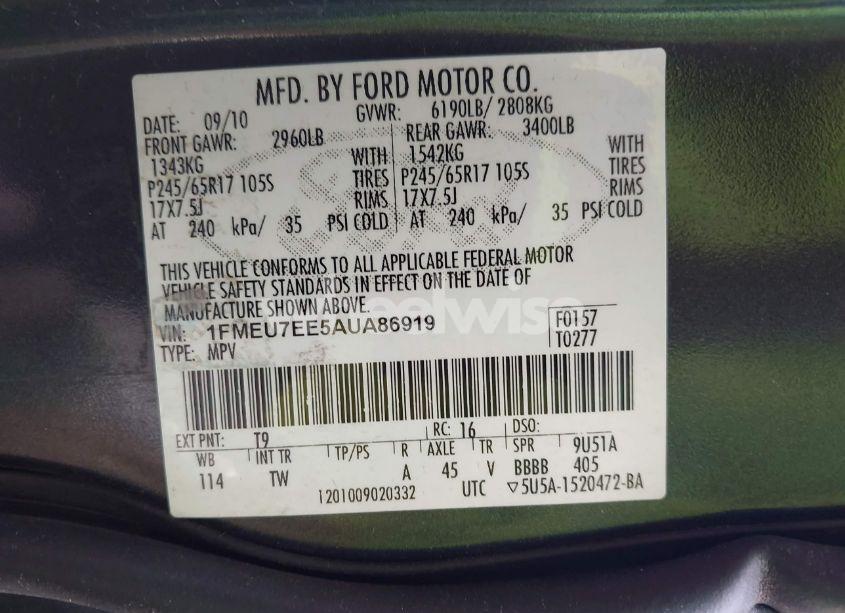 MFD. BY FORD MOTOR CO.
DATE: 09/10 GVWR: 6190LB/ 2808KG
FRONT GAWR: 2960LB REAR GAWR: 3400LB
1343KG WITH 1542KG WITH
P245/65R17 105S TIRES P245/65R17 105S TIRES
17X7.5J RIMS 17X7.5J RIMS
AT 240 kPa/ 35 PSI COLD AT 240 kPa/ 35 PSI COLD
THIS VEHICLE CONFORMS TO ALL APPLICABLE FEDERAL MOTOR
VEHICLE SAFETY STANDARDS IN EFFECT ON THE DATE OF
MANUFACTURE SHOWN ABOVE.
VIN: 1FMEU7EE5AUA86919 F0157
TYPE: MPV T0277
EXT PNT: T9 RC: 16 DSO:
WB INT TR TP/PS R AXLE TR SPR 9U51A
114 TW A 45 V BBBB 405
1201009020332 UTC ▽5U5A-1520472-BA